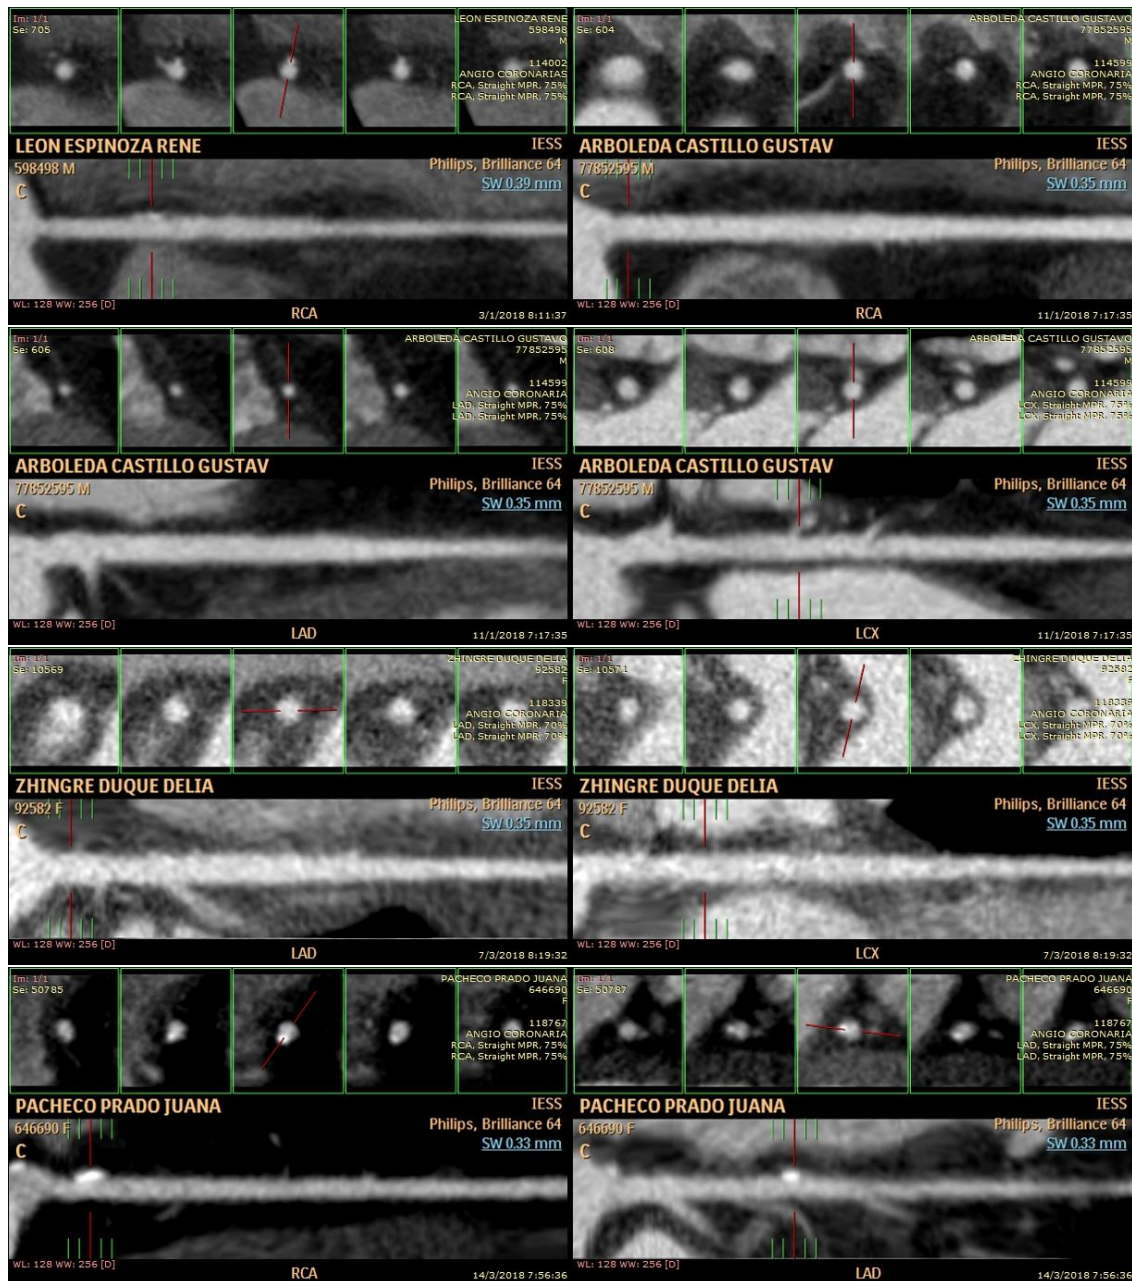 Im: 1/1
Se: 705
LEON ESPINOZA RENE
598498
M
114002
ANGIO CORONARIAS
RCA, Straight MPR, 75%
RCA, Straight MPR, 75%
LEON ESPINOZA RENE
IESS
598498 M
Philips, Brilliance 64
C
SW 0.39 mm
WL: 128 WW: 256 [D]
RCA
3/1/2018 8:11:37
Im: 1/1
Se: 604
ARBOLEDA CASTILLO GUSTAVO
77852595
M
114599
ANGIO CORONARIA
RCA, Straight MPR, 75%
RCA, Straight MPR, 75%
ARBOLEDA CASTILLO GUSTAV
IESS
77852595 M
Philips, Brilliance 64
C
SW 0.35 mm
WL: 128 WW: 256 [D]
RCA
11/1/2018 7:17:35
Im: 1/1
Se: 606
ARBOLEDA CASTILLO GUSTAVO
77852595
M
114599
ANGIO CORONARIA
LAD, Straight MPR, 75%
LAD, Straight MPR, 75%
ARBOLEDA CASTILLO GUSTAV
IESS
77852595 M
Philips, Brilliance 64
C
SW 0.35 mm
WL: 128 WW: 256 [D]
LAD
11/1/2018 7:17:35
Im: 1/1
Se: 608
ARBOLEDA CASTILLO GUSTAVO
77852595
M
114599
ANGIO CORONARIA
LCX, Straight MPR, 75%
LCX, Straight MPR, 75%
ARBOLEDA CASTILLO GUSTAV
IESS
77852595 M
Philips, Brilliance 64
C
SW 0.35 mm
WL: 128 WW: 256 [D]
LCX
11/1/2018 7:17:35
Im: 1/1
Se: 10569
ZHINGRE DUQUE DELIA
92582
F
118339
ANGIO CORONARIA
LAD, Straight MPR, 70%
LAD, Straight MPR, 70%
ZHINGRE DUQUE DELIA
IESS
92582 F
Philips, Brilliance 64
C
SW 0.35 mm
WL: 128 WW: 256 [D]
LAD
7/3/2018 8:19:32
Im: 1/1
Se: 10571
ZHINGRE DUQUE DELIA
92582
F
118339
ANGIO CORONARIA
LCX, Straight MPR, 70%
LCX, Straight MPR, 70%
ZHINGRE DUQUE DELIA
IESS
92582 F
Philips, Brilliance 64
C
SW 0.35 mm
WL: 128 WW: 256 [D]
LCX
7/3/2018 8:19:32
Im: 1/1
Se: 50785
PACHECO PRADO JUANA
646690
F
118767
ANGIO CORONARIA
RCA, Straight MPR, 75%
RCA, Straight MPR, 75%
PACHECO PRADO JUANA
IESS
646690 F
Philips, Brilliance 64
C
SW 0.33 mm
WL: 128 WW: 256 [D]
RCA
14/3/2018 7:56:36
Im: 1/1
Se: 50787
PACHECO PRADO JUANA
646690
F
118767
ANGIO CORONARIA
LAD, Straight MPR, 75%
LAD, Straight MPR, 75%
PACHECO PRADO JUANA
IESS
646690 F
Philips, Brilliance 64
C
SW 0.33 mm
WL: 128 WW: 256 [D]
LAD
14/3/2018 7:56:36